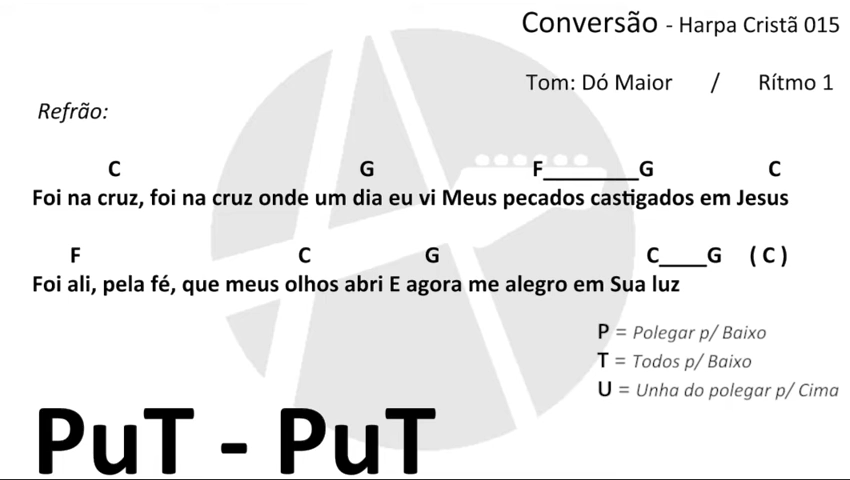 Conversão - Harpa Cristã 015
Tom: Dó Maior / Rítmo 1
Refrão:
C G F________G C
Foi na cruz, foi na cruz onde um dia eu vi Meus pecados castigados em Jesus
F C G C____G ( C )
Foi ali, pela fé, que meus olhos abri E agora me alegro em Sua luz
P = Polegar p/ Baixo
T = Todos p/ Baixo
U = Unha do polegar p/ Cima
PuT - PuT